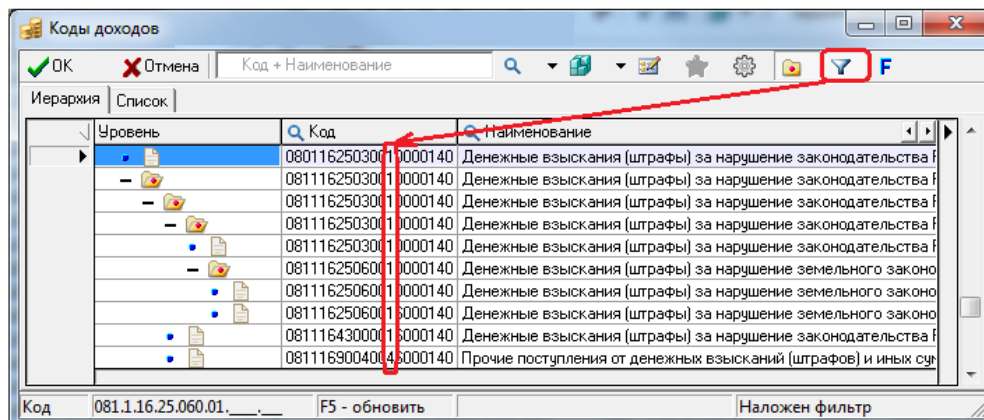 Коды доходов
OK Отмена Код + Наименование F
Иерархия Список
Уровень Код Наименование
08011625030010000140 Денежные взыскания (штрафы) за нарушение законодательства
08111625030010000140 Денежные взыскания (штрафы) за нарушение законодательства
08111625030010000140 Денежные взыскания (штрафы) за нарушение законодательства
08111625030010000140 Денежные взыскания (штрафы) за нарушение законодательства
08111625030010000140 Денежные взыскания (штрафы) за нарушение законодательства
08111625060010000140 Денежные взыскания (штрафы) за нарушение земельного законо
08111625060010000140 Денежные взыскания (штрафы) за нарушение земельного законо
08111625060016000140 Денежные взыскания (штрафы) за нарушение земельного законо
08111643000016000140 Денежные взыскания (штрафы) за нарушение законодательства
08111690040046000140 Прочие поступления от денежных взысканий (штрафов) и иных сум
Код 081.1.16.25.060.01.____.___ F5 - обновить Наложен фильтр